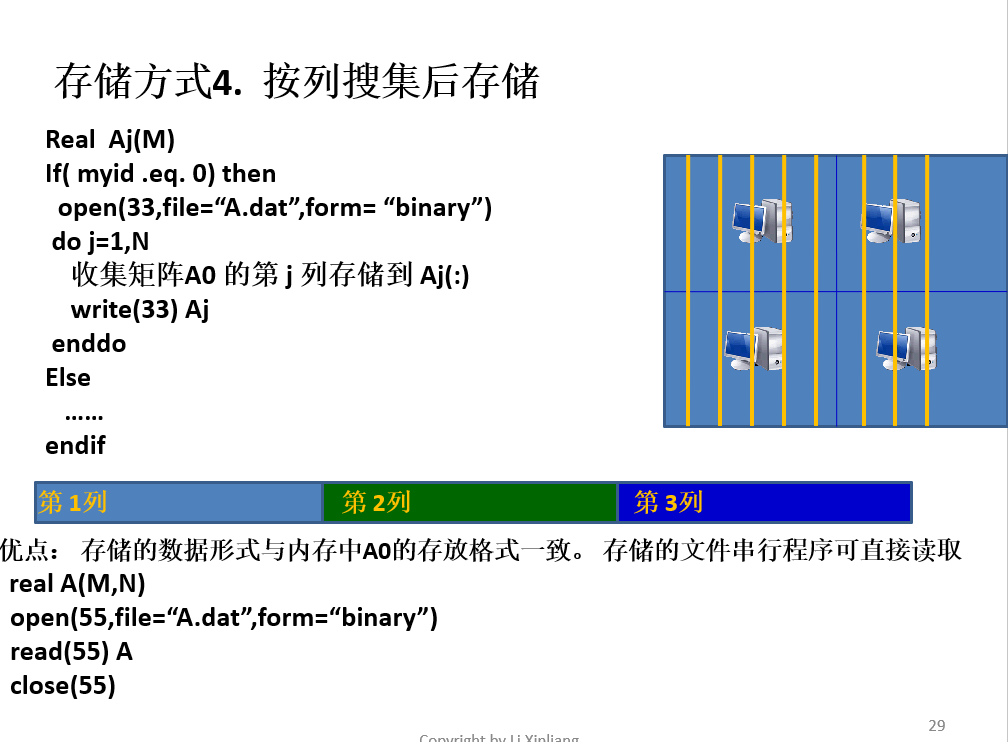 存储方式4. 按列搜集后存储
Real Aj(M)
If( myid .eq. 0) then
open(33,file=“A.dat”,form= “binary”)
do j=1,N
收集矩阵A0 的第 j 列存储到 Aj(:)
write(33) Aj
enddo
Else
……
endif
第 1列 第 2列 第 3列
优点： 存储的数据形式与内存中A0的存放格式一致。 存储的文件串行程序可直接读取
real A(M,N)
open(55,file=“A.dat”,form=“binary”)
read(55) A
close(55)
29
Copyright by Li Xinliang